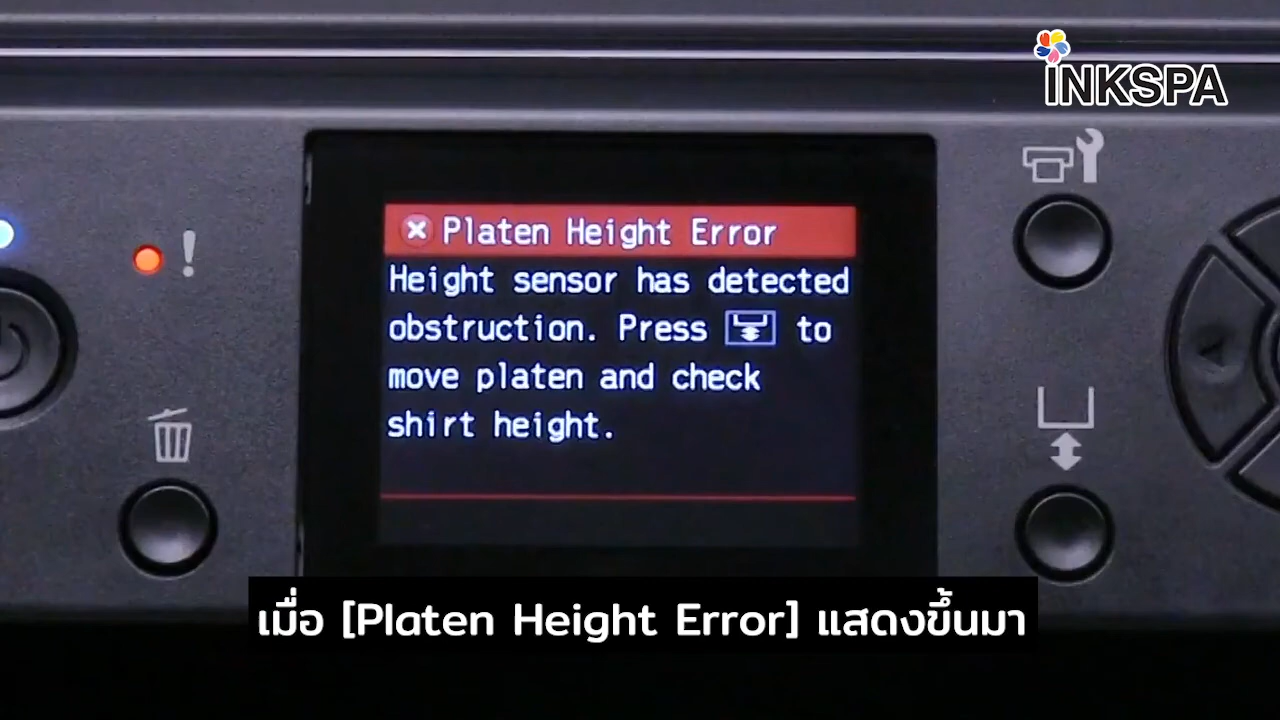 INKSPA
Platen Height Error
Height sensor has detected
obstruction. Press to
move platen and check
shirt height.
เมื่อ [Platen Height Error] แสดงขึ้นมา